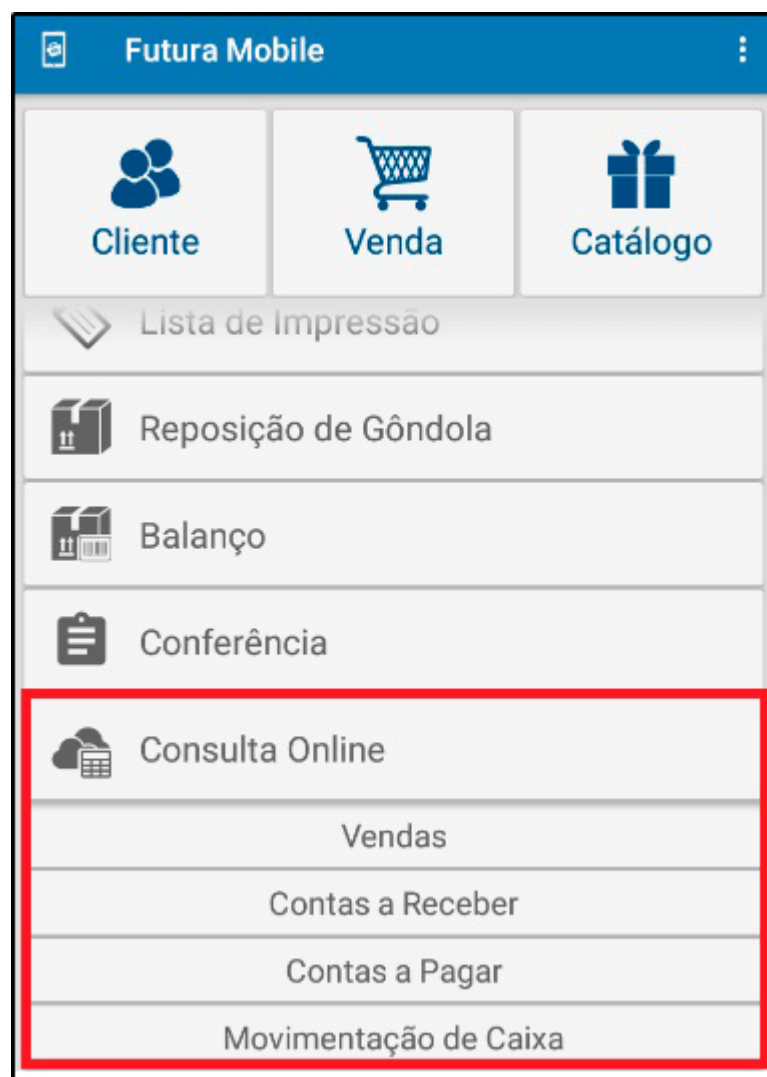 Futura Mobile
Cliente
Venda
Catálogo
Lista de Impressão
Reposição de Gôndola
Balanço
Conferência
Consulta Online
Vendas
Contas a Receber
Contas a Pagar
Movimentação de Caixa